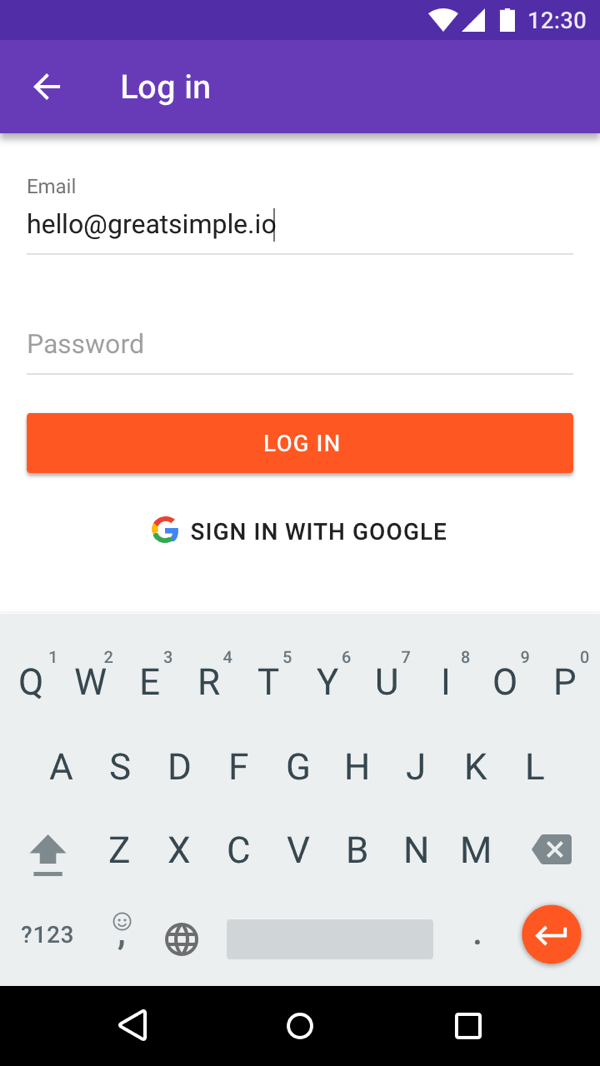 12:30
Log in
Email
hello@greatsimple.io
Password
LOG IN
SIGN IN WITH GOOGLE
1 2 3 4 5 6 7 8 9 0
Q W E R T Y U I O P
A S D F G H J K L
Z X C V B N M
?123 , .